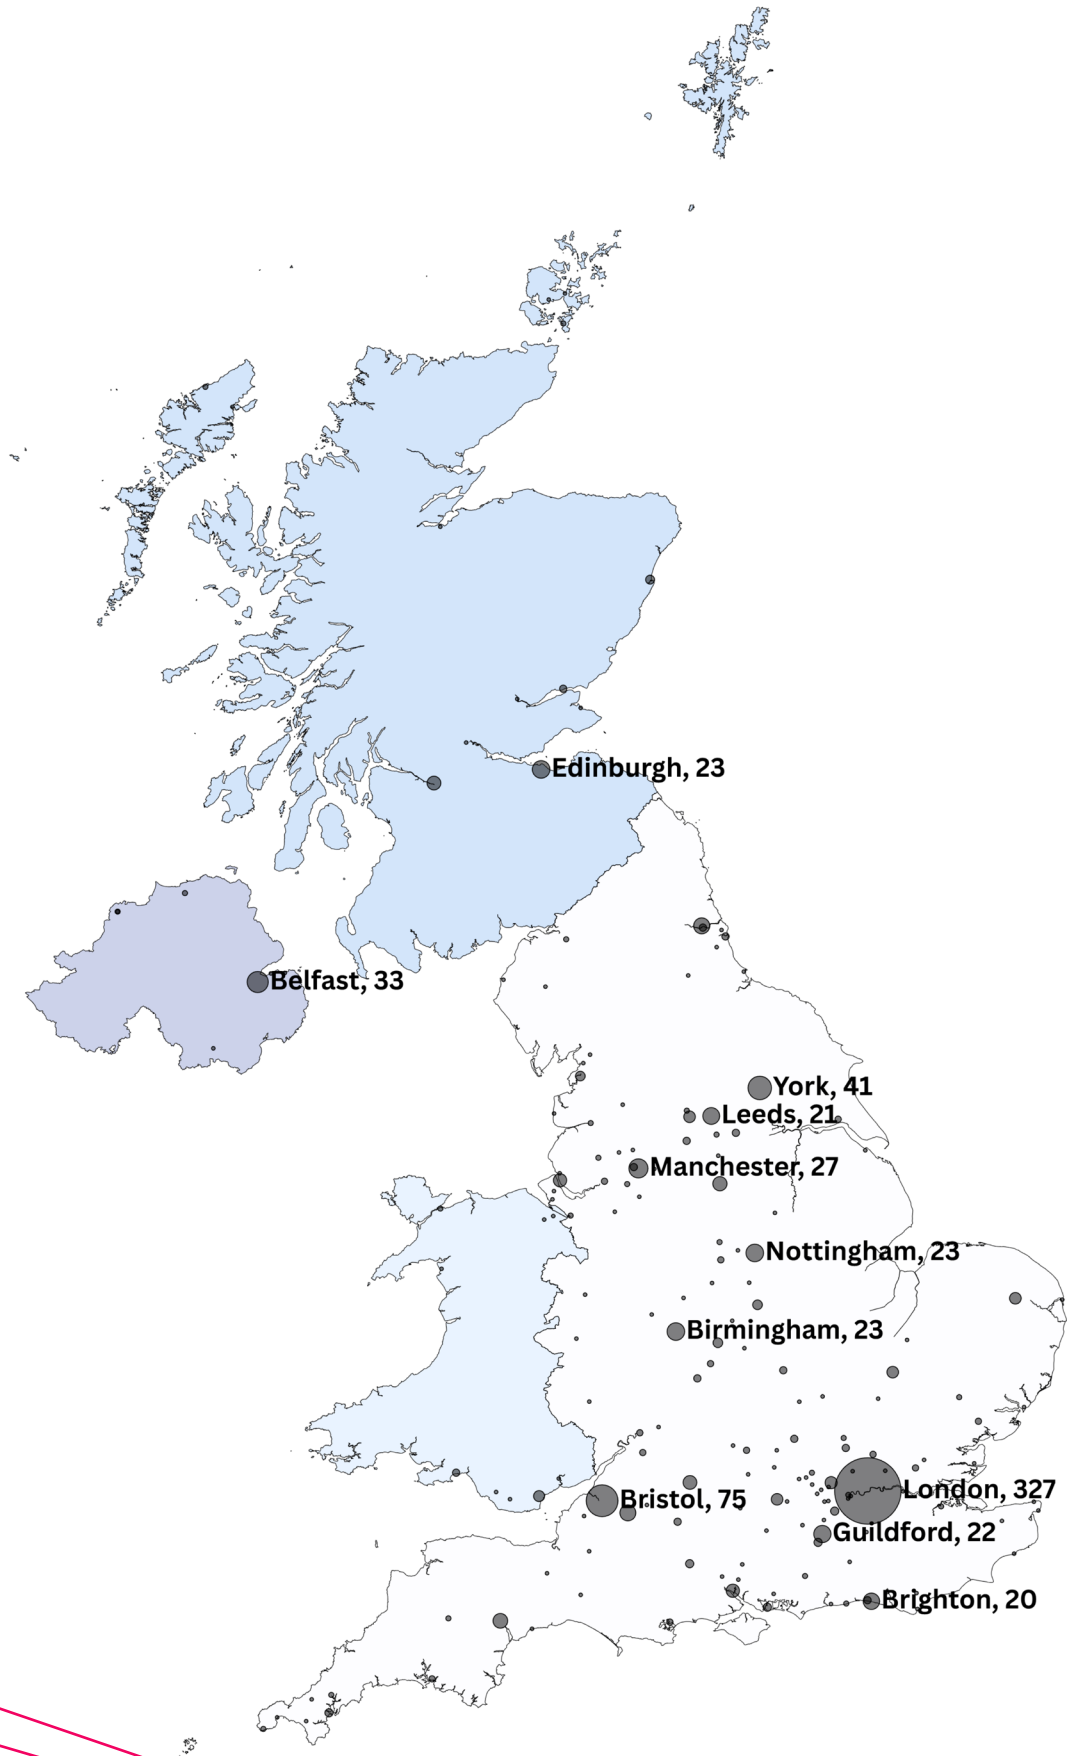 Edinburgh, 23
Belfast, 33
York, 41
Leeds, 21
Manchester, 27
Nottingham, 23
Birmingham, 23
London, 327
Bristol, 75
Guildford, 22
Brighton, 20